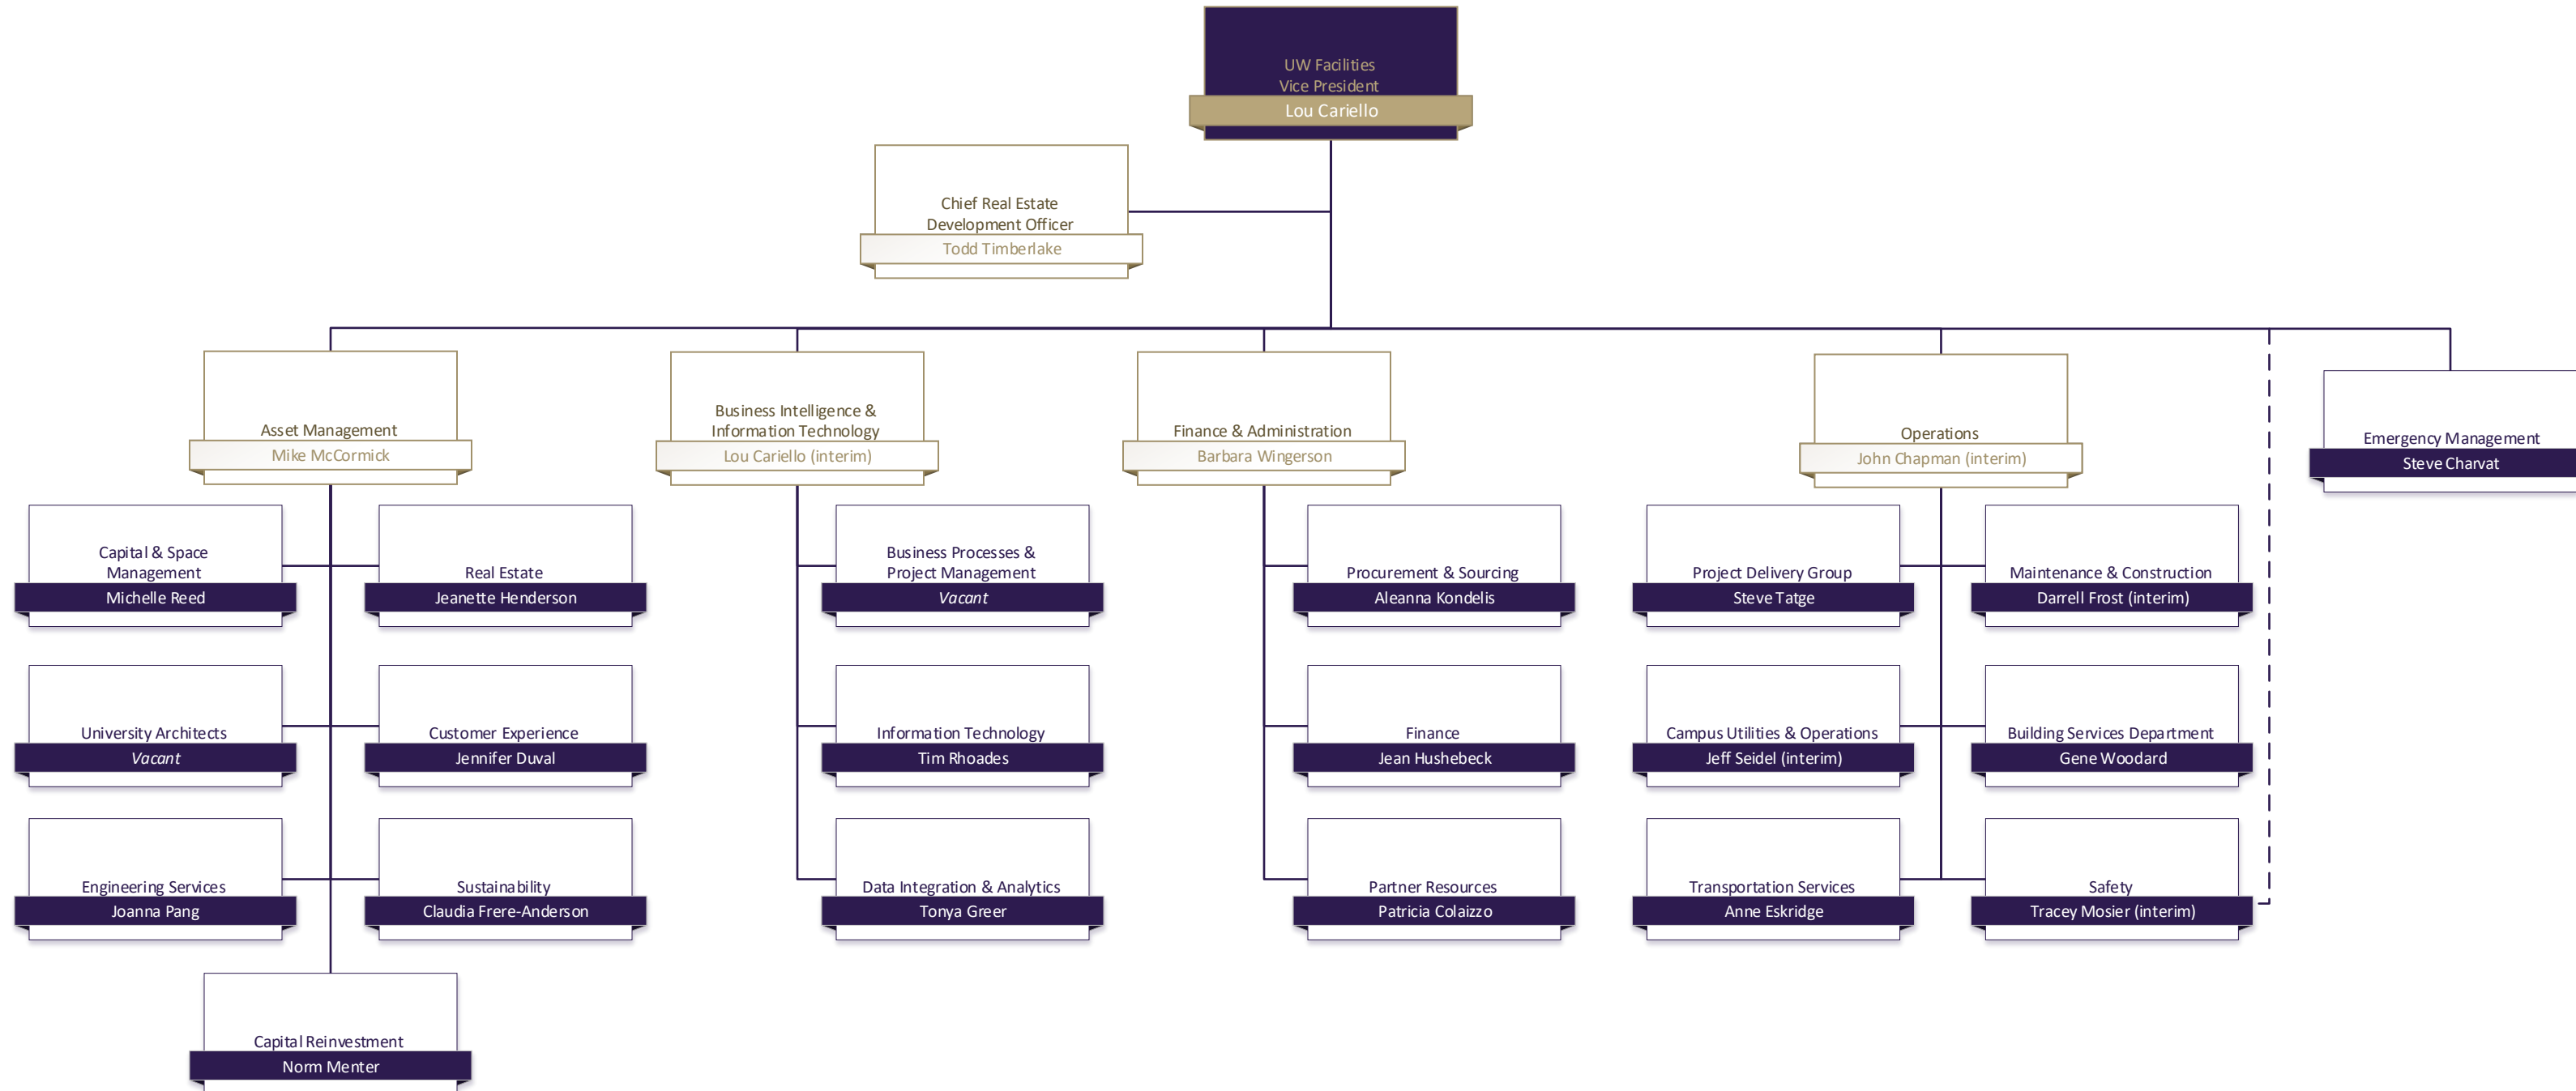 UW Facilities
Vice President
Lou Cariello
Chief Real Estate
Development Officer
Todd Timberlake
Asset Management
Mike McCormick
Business Intelligence &
Information Technology
Lou Cariello (interim)
Finance & Administration
Barbara Wingerson
Operations
John Chapman (interim)
Emergency Management
Steve Charvat
Capital & Space
Management
Michelle Reed
Real Estate
Jeanette Henderson
Business Processes &
Project Management
Vacant
Procurement & Sourcing
Aleanna Kondelis
Project Delivery Group
Steve Tatge
Maintenance & Construction
Darrell Frost (interim)
University Architects
Vacant
Customer Experience
Jennifer Duval
Information Technology
Tim Rhoades
Finance
Jean Hushebeck
Campus Utilities & Operations
Jeff Seidel (interim)
Building Services Department
Gene Woodard
Engineering Services
Joanna Pang
Sustainability
Claudia Frere-Anderson
Data Integration & Analytics
Tonya Greer
Partner Resources
Patricia Colaizzo
Transportation Services
Anne Eskridge
Safety
Tracey Mosier (interim)
Capital Reinvestment
Norm Menter